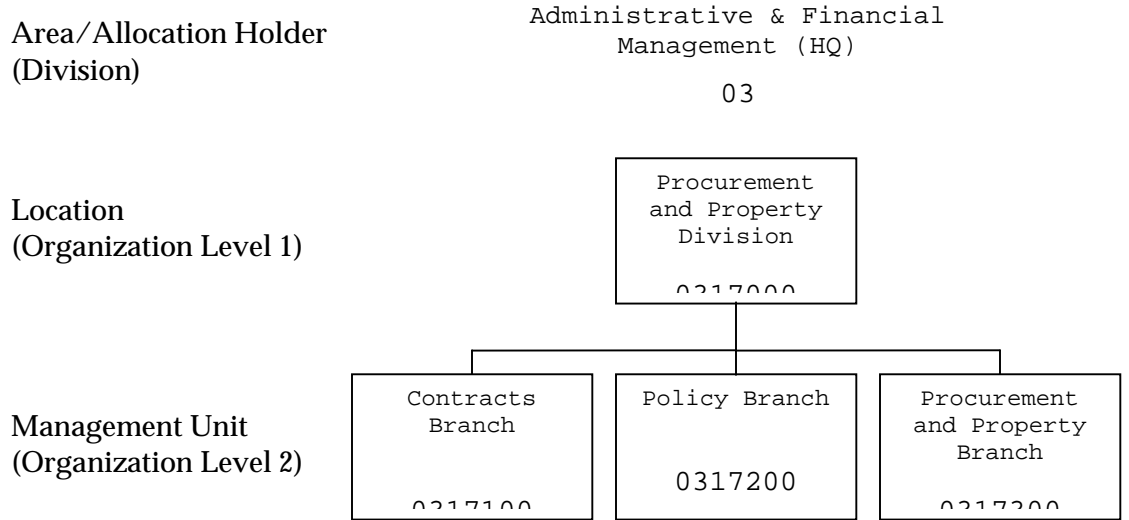 Area/Allocation Holder
(Division)
Administrative & Financial
Management (HQ)
03
Location
(Organization Level 1)
Procurement
and Property
Division
Management Unit
(Organization Level 2)
Contracts
Branch
Policy Branch
0317200
Procurement
and Property
Branch